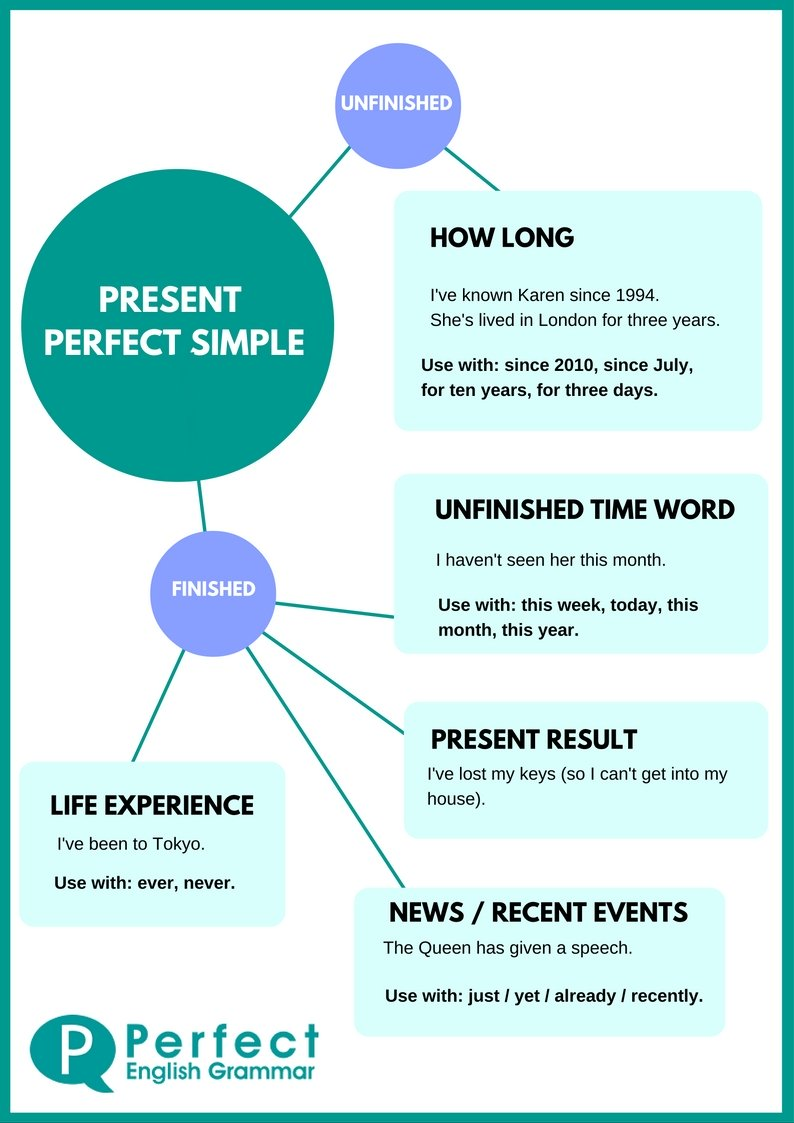 UNFINISHED
PRESENT
PERFECT SIMPLE
HOW LONG
I've known Karen since 1994.
She's lived in London for three years.
Use with: since 2010, since July,
for ten years, for three days.
FINISHED
UNFINISHED TIME WORD
I haven't seen her this month.
Use with: this week, today, this
month, this year.
PRESENT RESULT
I've lost my keys (so I can't get into my
house).
LIFE EXPERIENCE
I've been to Tokyo.
Use with: ever, never.
NEWS / RECENT EVENTS
The Queen has given a speech.
Use with: just / yet / already / recently.
P
Perfect
English Grammar